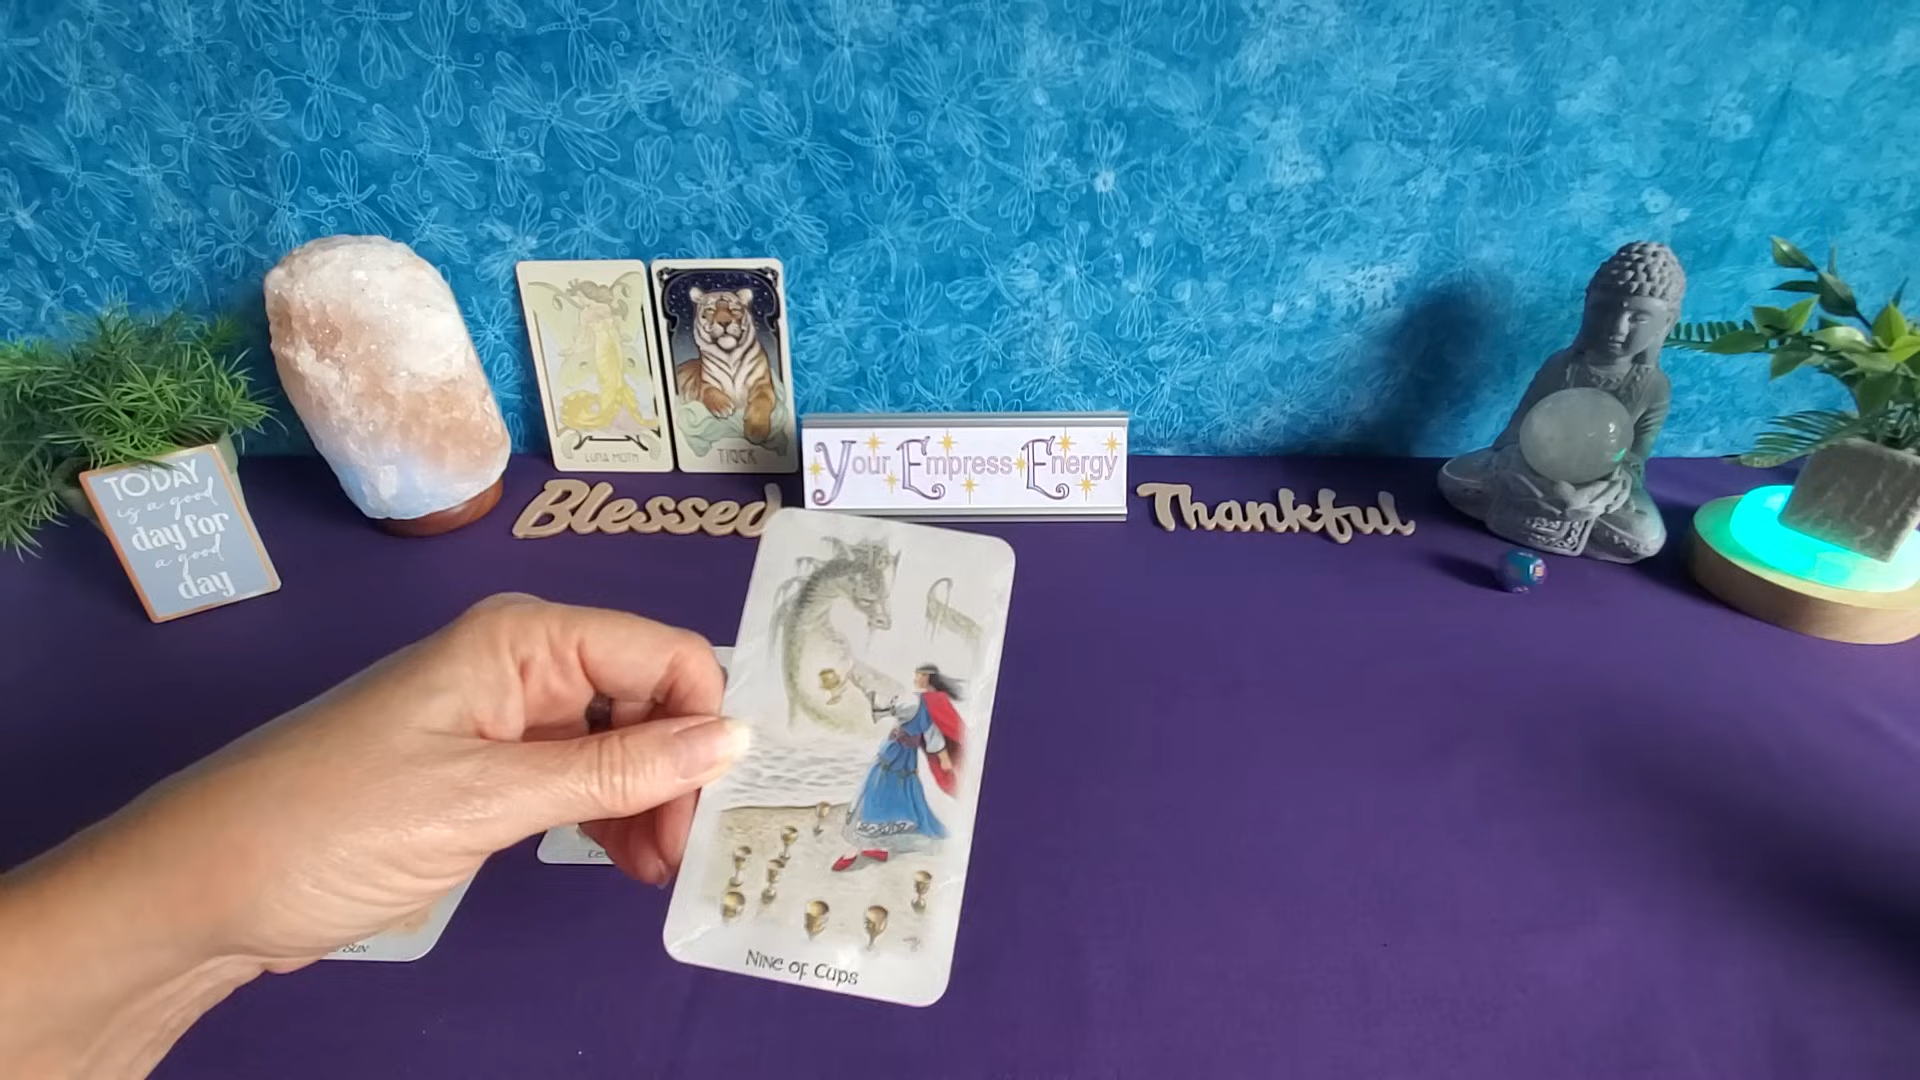 TODAY
is a good
day for
a good
day
LUNA MOTH
TIGER
Your Empress Energy
Blessed
Thankful
Sun
Nine of Cups